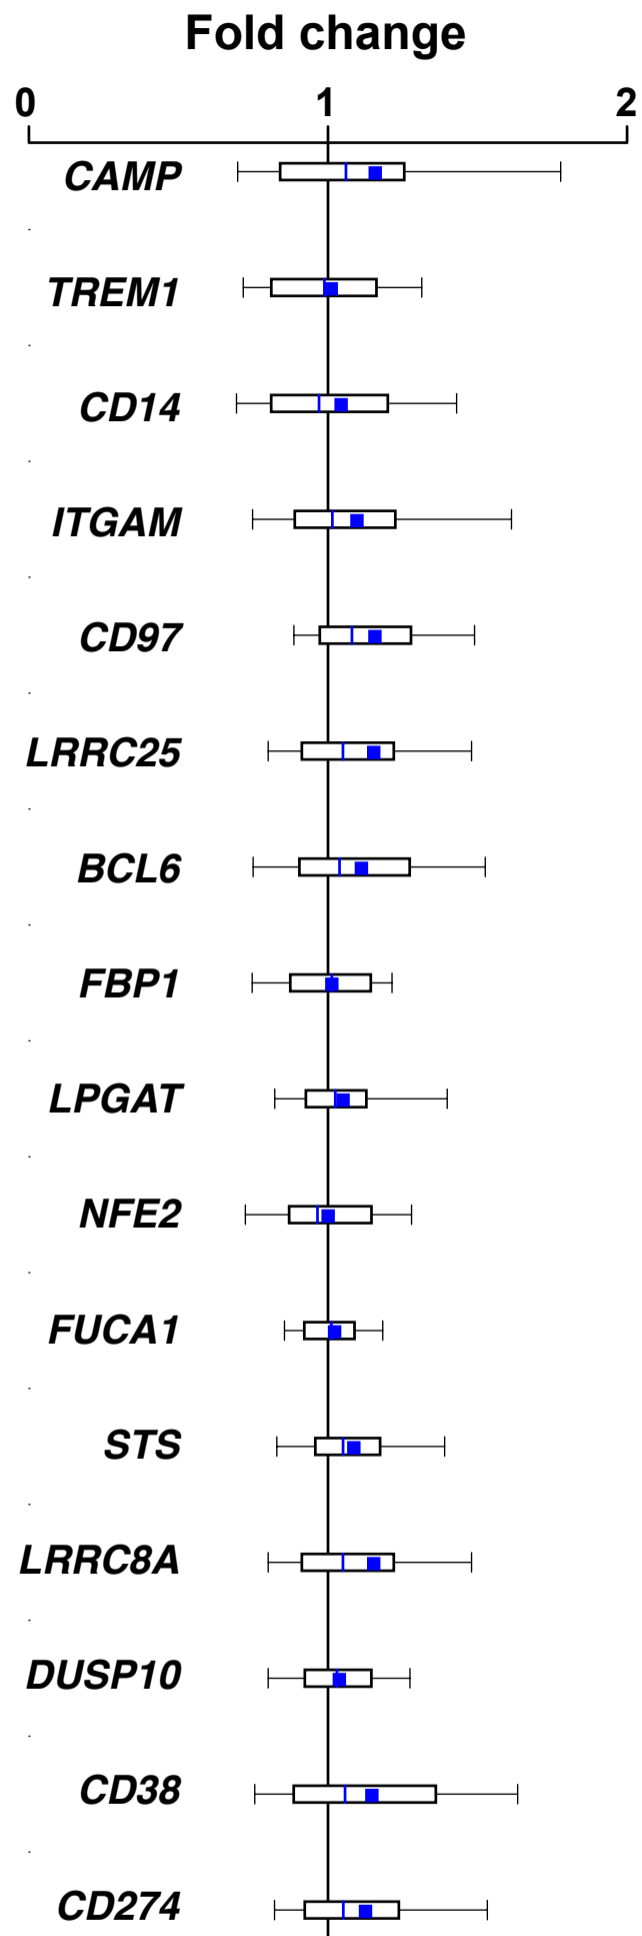 Fold change
0 1 2
CAMP
TREM1
CD14
ITGAM
CD97
LRRC25
BCL6
FBP1
LPGAT
NFE2
FUCA1
STS
LRRC8A
DUSP10
CD38
CD274